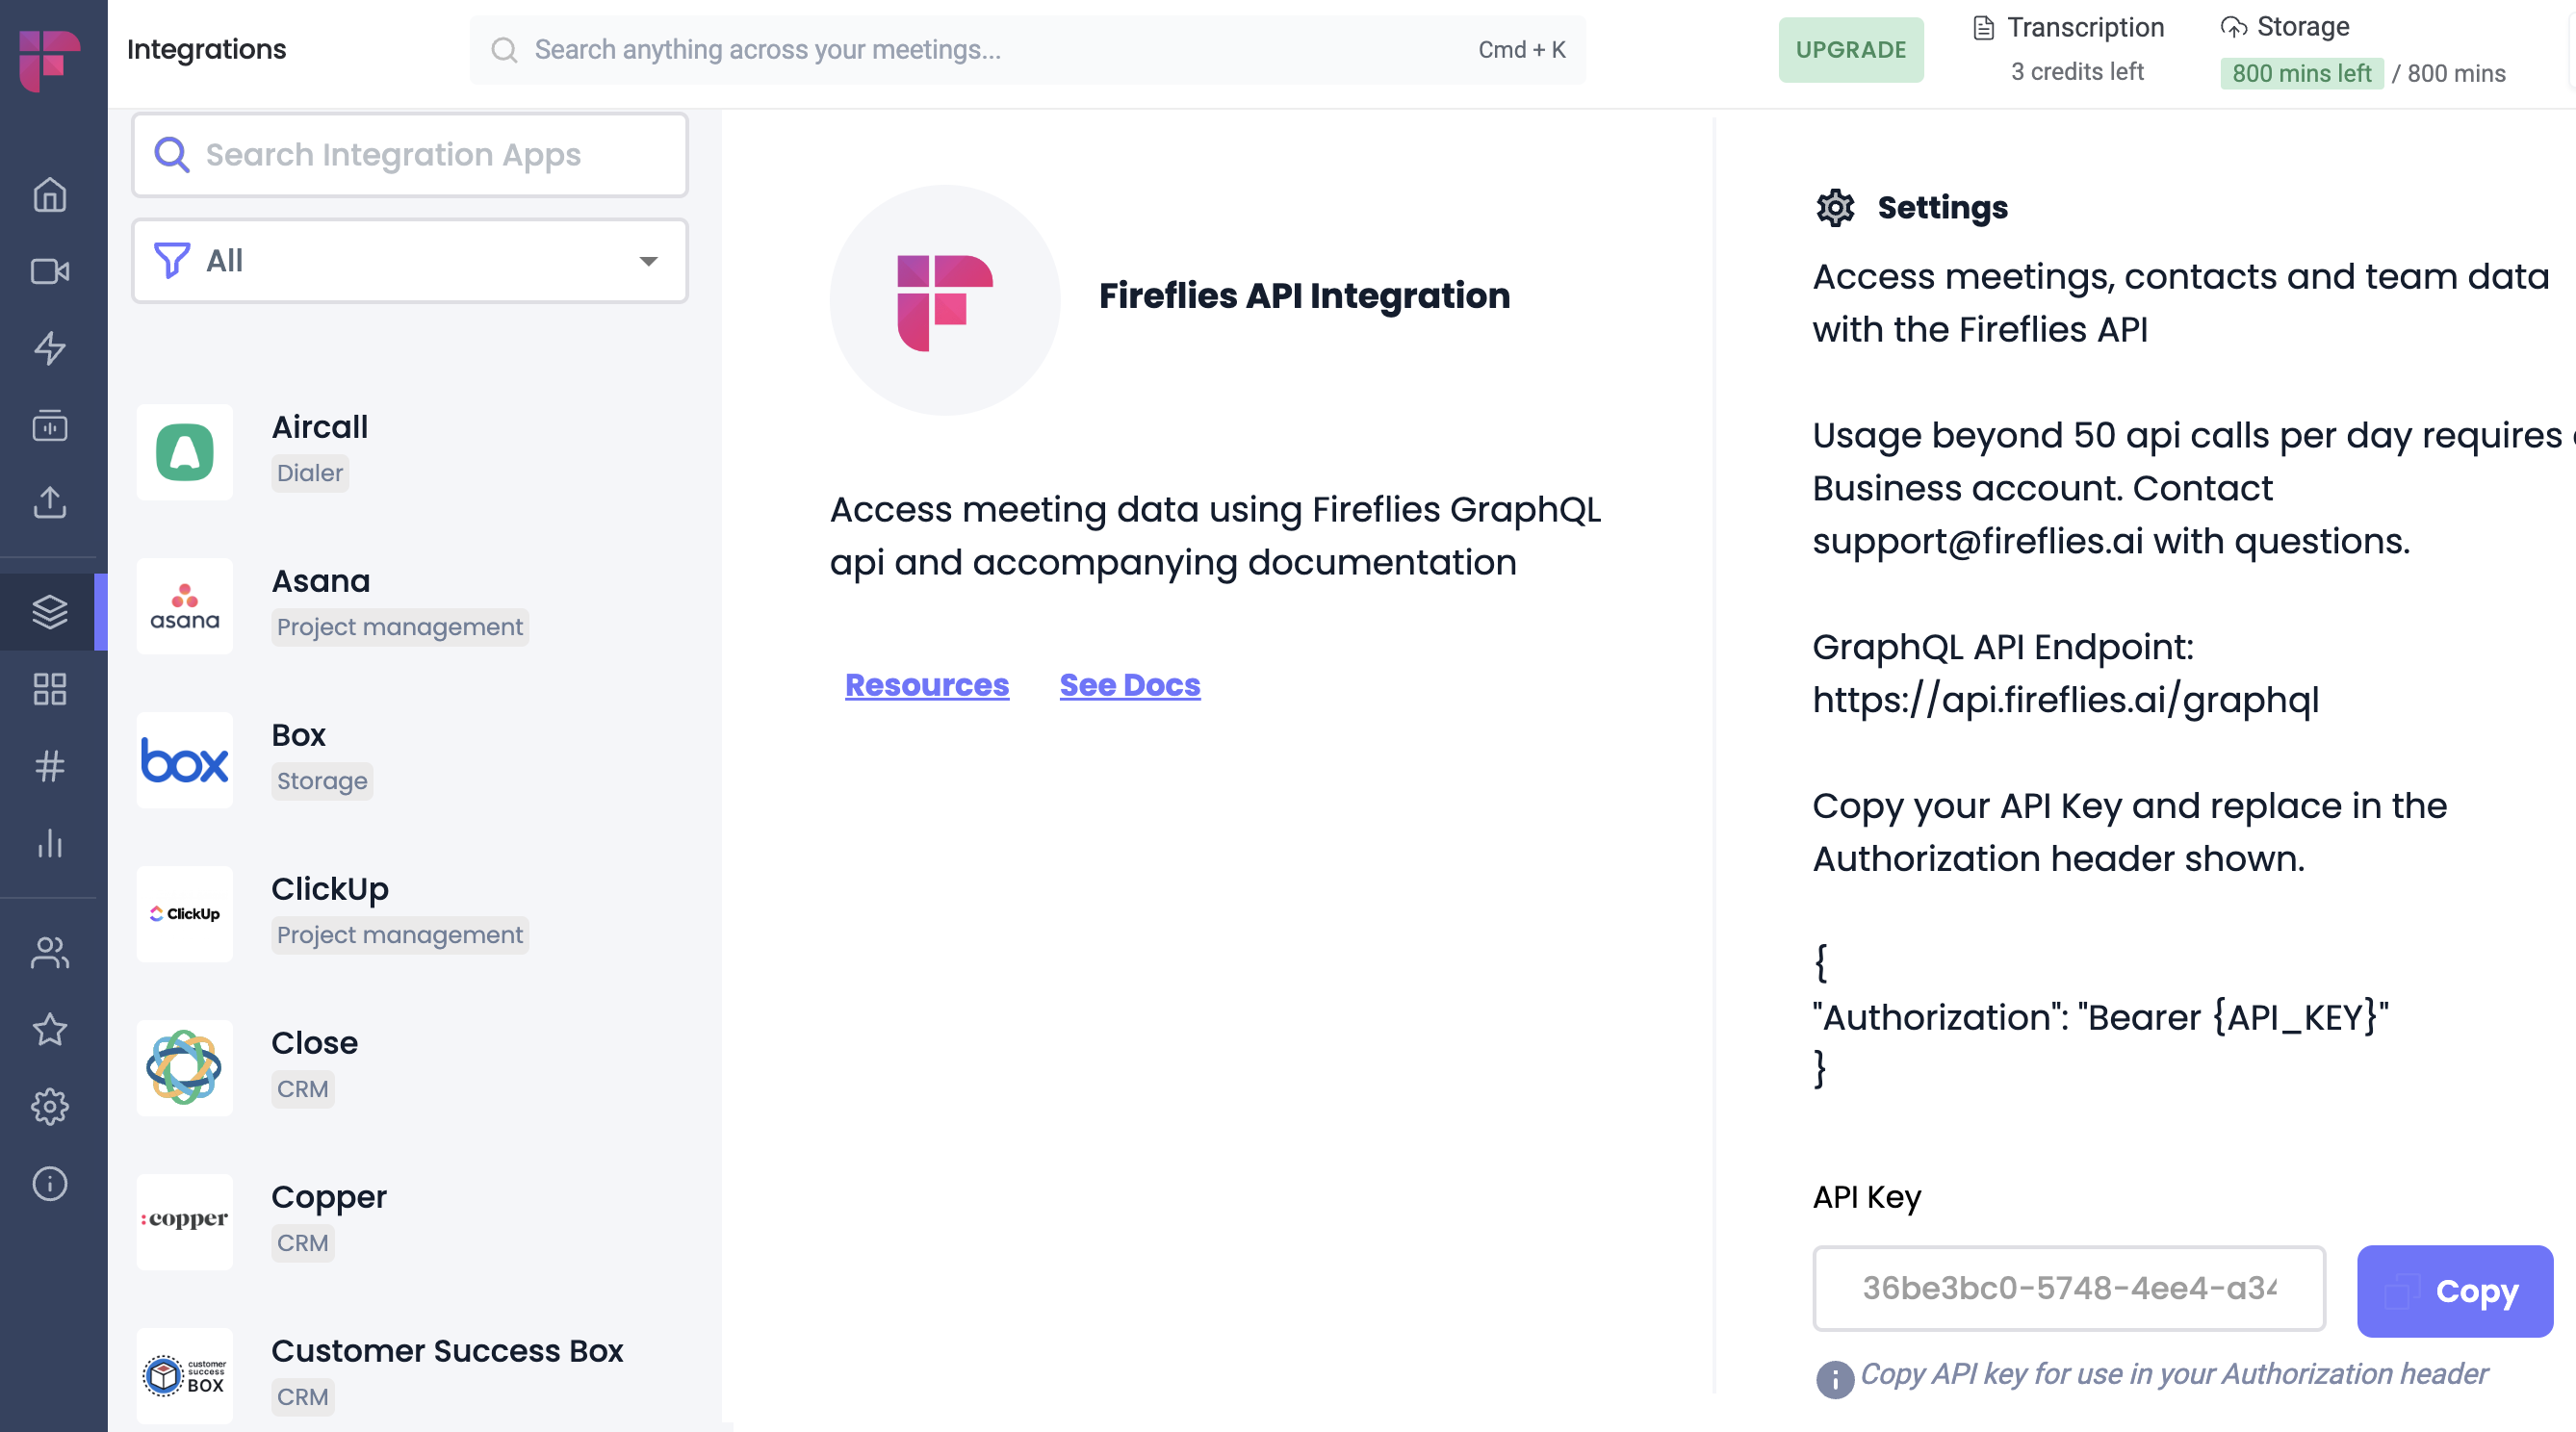 Integrations
Search anything across your meetings...
Cmd + K
UPGRADE
Transcription
3 credits left
Storage
800 mins left / 800 mins
Search Integration Apps
All
Aircall
Dialer
asana
Asana
Project management
box
Box
Storage
ClickUp
ClickUp
Project management
Close
CRM
:copper
Copper
CRM
customer
success
BOX
Customer Success Box
CRM
Fireflies API Integration
Access meeting data using Fireflies GraphQL
api and accompanying documentation
Resources
See Docs
Settings
Access meetings, contacts and team data
with the Fireflies API
Usage beyond 50 api calls per day requires
Business account. Contact
support@fireflies.ai with questions.
GraphQL API Endpoint:
https://api.fireflies.ai/graphql
Copy your API Key and replace in the
Authorization header shown.
{
"Authorization": "Bearer {API_KEY}"
}
API Key
36be3bc0-5748-4ee4-a34
Copy
Copy API key for use in your Authorization header